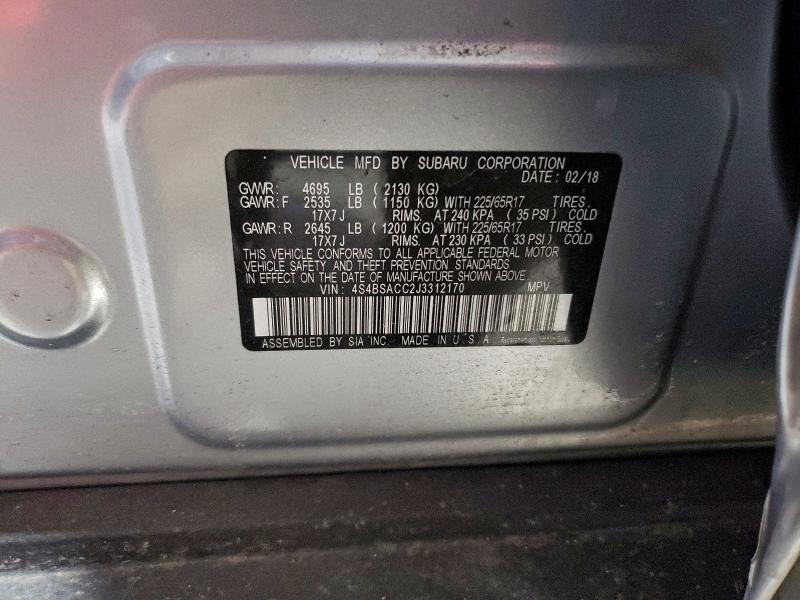 VEHICLE MFD BY SUBARU CORPORATION
DATE: 02/18
GVWR: 4695 LB ( 2130 KG)
GAWR: F 2535 LB ( 1150 KG) WITH 225/65R17 TIRES.
17X7J RIMS. AT 240 KPA ( 35 PSI) COLD
GAWR: R 2645 LB ( 1200 KG) WITH 225/65R17 TIRES.
17X7J RIMS. AT 230 KPA ( 33 PSI) COLD
THIS VEHICLE CONFORMS TO ALL APPLICABLE FEDERAL MOTOR
VEHICLE SAFETY AND THEFT PREVENTION STANDARDS
IN EFFECT ON THE DATE OF MANUFACTURE SHOWN ABOVE.
VIN: 4S4BSACC2J3312170 MPV
ASSEMBLED BY SIA INC. MADE IN U.S.A.